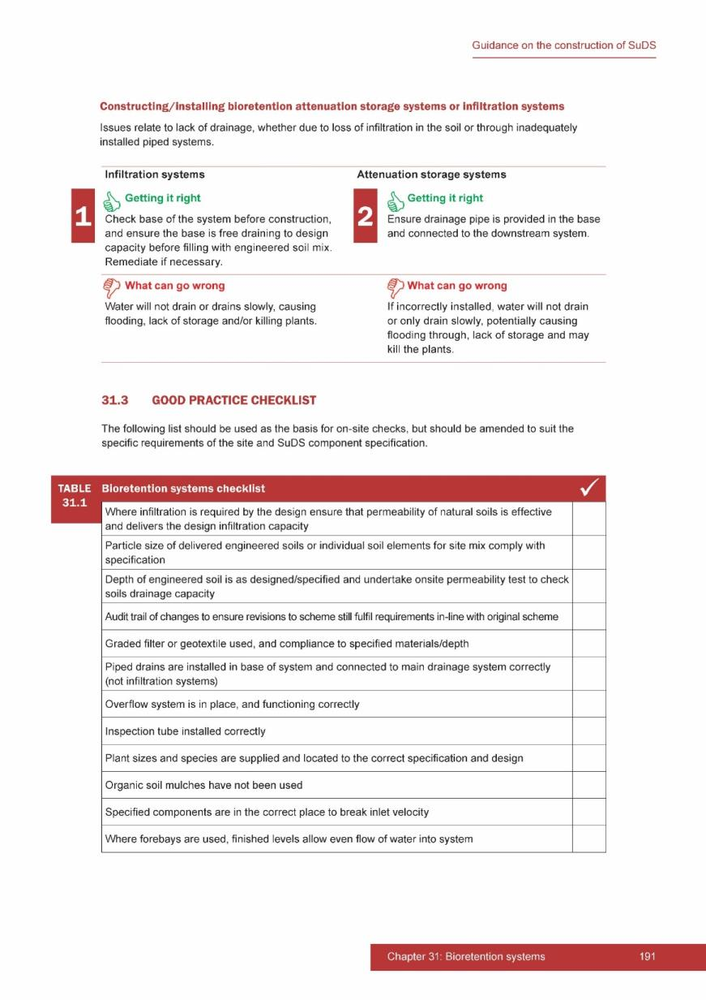 Guidance on the construction of SuDS
Constructing/installing bioretention attenuation storage systems or infiltration systems
Issues relate to lack of drainage, whether due to loss of infiltration in the soil or through inadequately
installed piped systems.
Infiltration systems
1
Getting it right
Check base of the system before construction,
and ensure the base is free draining to design
capacity before filling with engineered soil mix.
Remediate if necessary.
What can go wrong
Water will not drain or drains slowly, causing
flooding, lack of storage and/or killing plants.
Attenuation storage systems
2
Getting it right
Ensure drainage pipe is provided in the base
and connected to the downstream system.
What can go wrong
If incorrectly installed, water will not drain
or only drain slowly, potentially causing
flooding through, lack of storage and may
kill the plants.
31.3 GOOD PRACTICE CHECKLIST
The following list should be used as the basis for on-site checks, but should be amended to suit the
specific requirements of the site and SuDS component specification.
TABLE
31.1
Bioretention systems checklist
Where infiltration is required by the design ensure that permeability of natural soils is effective
and delivers the design infiltration capacity
Particle size of delivered engineered soils or individual soil elements for site mix comply with
specification
Depth of engineered soil is as designed/specified and undertake onsite permeability test to check
soils drainage capacity
Audit trail of changes to ensure revisions to scheme still fulfil requirements in-line with original scheme
Graded filter or geotextile used, and compliance to specified materials/depth
Piped drains are installed in base of system and connected to main drainage system correctly
(not infiltration systems)
Overflow system is in place, and functioning correctly
Inspection tube installed correctly
Plant sizes and species are supplied and located to the correct specification and design
Organic soil mulches have not been used
Specified components are in the correct place to break inlet velocity
Where forebays are used, finished levels allow even flow of water into system
Chapter 31: Bioretention systems 191